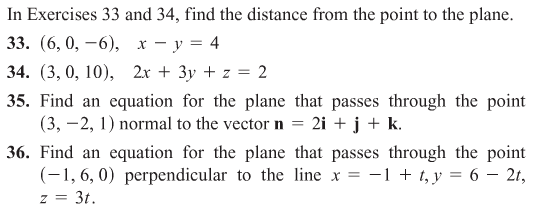 In Exercises 33 and 34, find the distance from the point to the plane.
33. (6, 0, −6), x − y = 4
34. (3, 0, 10), 2x + 3y + z = 2
35. Find an equation for the plane that passes through the point
(3, −2, 1) normal to the vector n = 2i + j + k.
36. Find an equation for the plane that passes through the point
(−1, 6, 0) perpendicular to the line x = −1 + t, y = 6 − 2t,
z = 3t.